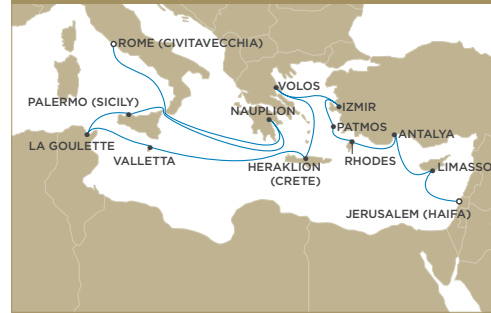 ROME (CIVITAVECCHIA)
VOLOS
PALERMO (SICILY)
NAUPLION
IZMIR
PATMOS
ANTALYA
LA GOULETTE
VALLETTA
HERAKLION
(CRETE)
RHODES
LIMASSO
JERUSALEM (HAIFA)